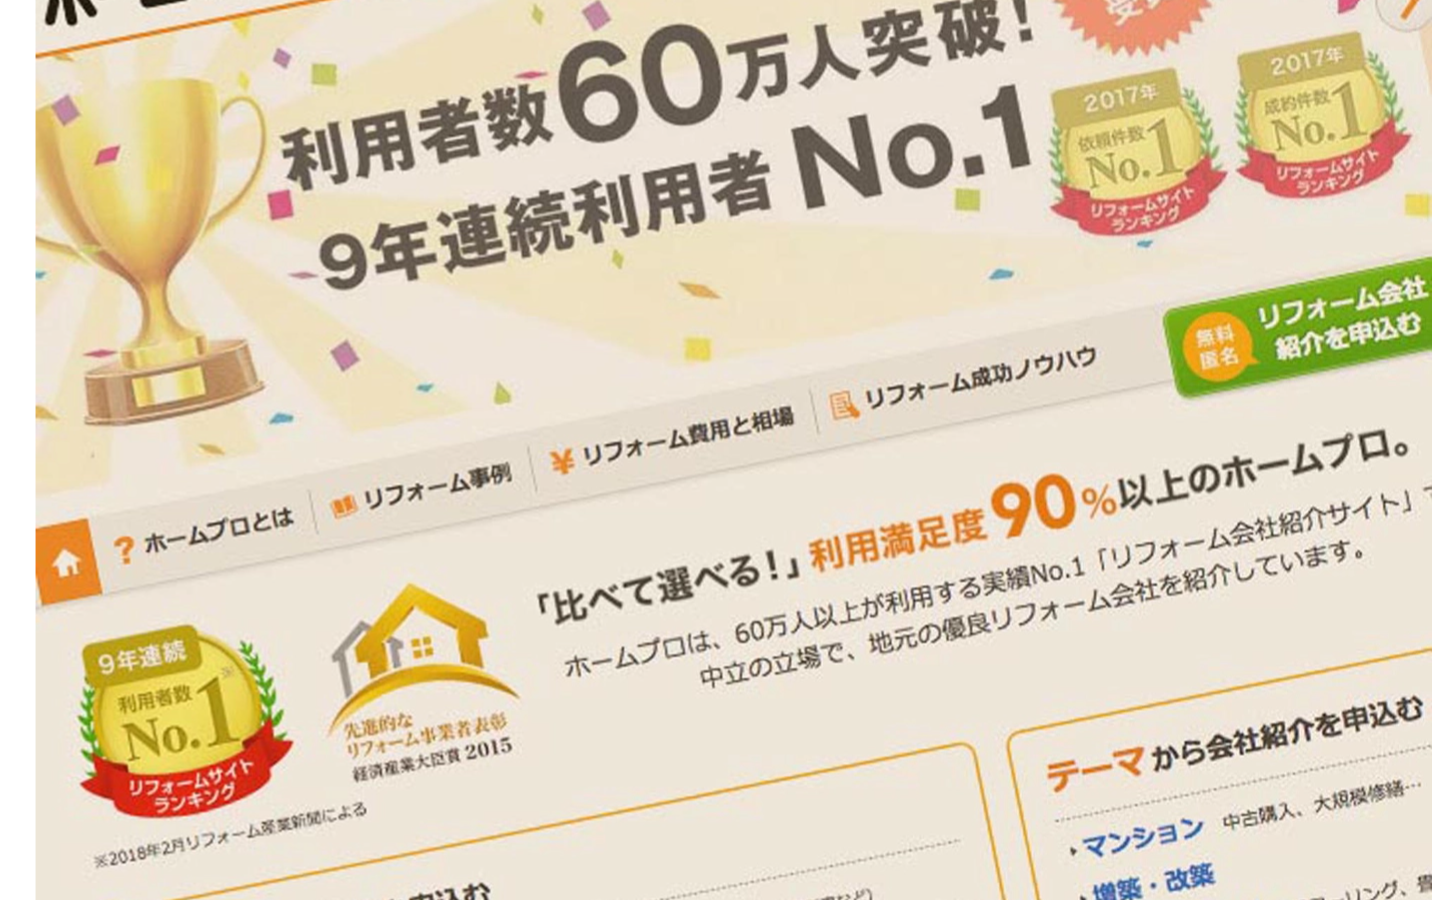 利用者数60万人突破!
9年連続利用者No.1
2017年
依頼件数
No.1
リフォームサイト
ランキング
2017年
成約件数
No.1
リフォームサイト
ランキング
無料
匿名
リフォーム会社
紹介を申込む
?ホームプロとは
リフォーム事例
¥リフォーム費用と相場
リフォーム成功ノウハウ
「比べて選べる!」利用満足度90%以上のホームプロ。
ホームプロは、60万人以上が利用する実績No.1「リフォーム会社紹介サイト」
中立の立場で、地元の優良リフォーム会社を紹介しています。
9年連続
利用者数
No.1※
リフォームサイト
ランキング
先進的な
リフォーム事業者表彰
経済産業大臣賞 2015
※2018年2月リフォーム産業新聞による
テーマから会社紹介を申込む
マンション 中古購入、大規模修繕…
増築・改築
申込む